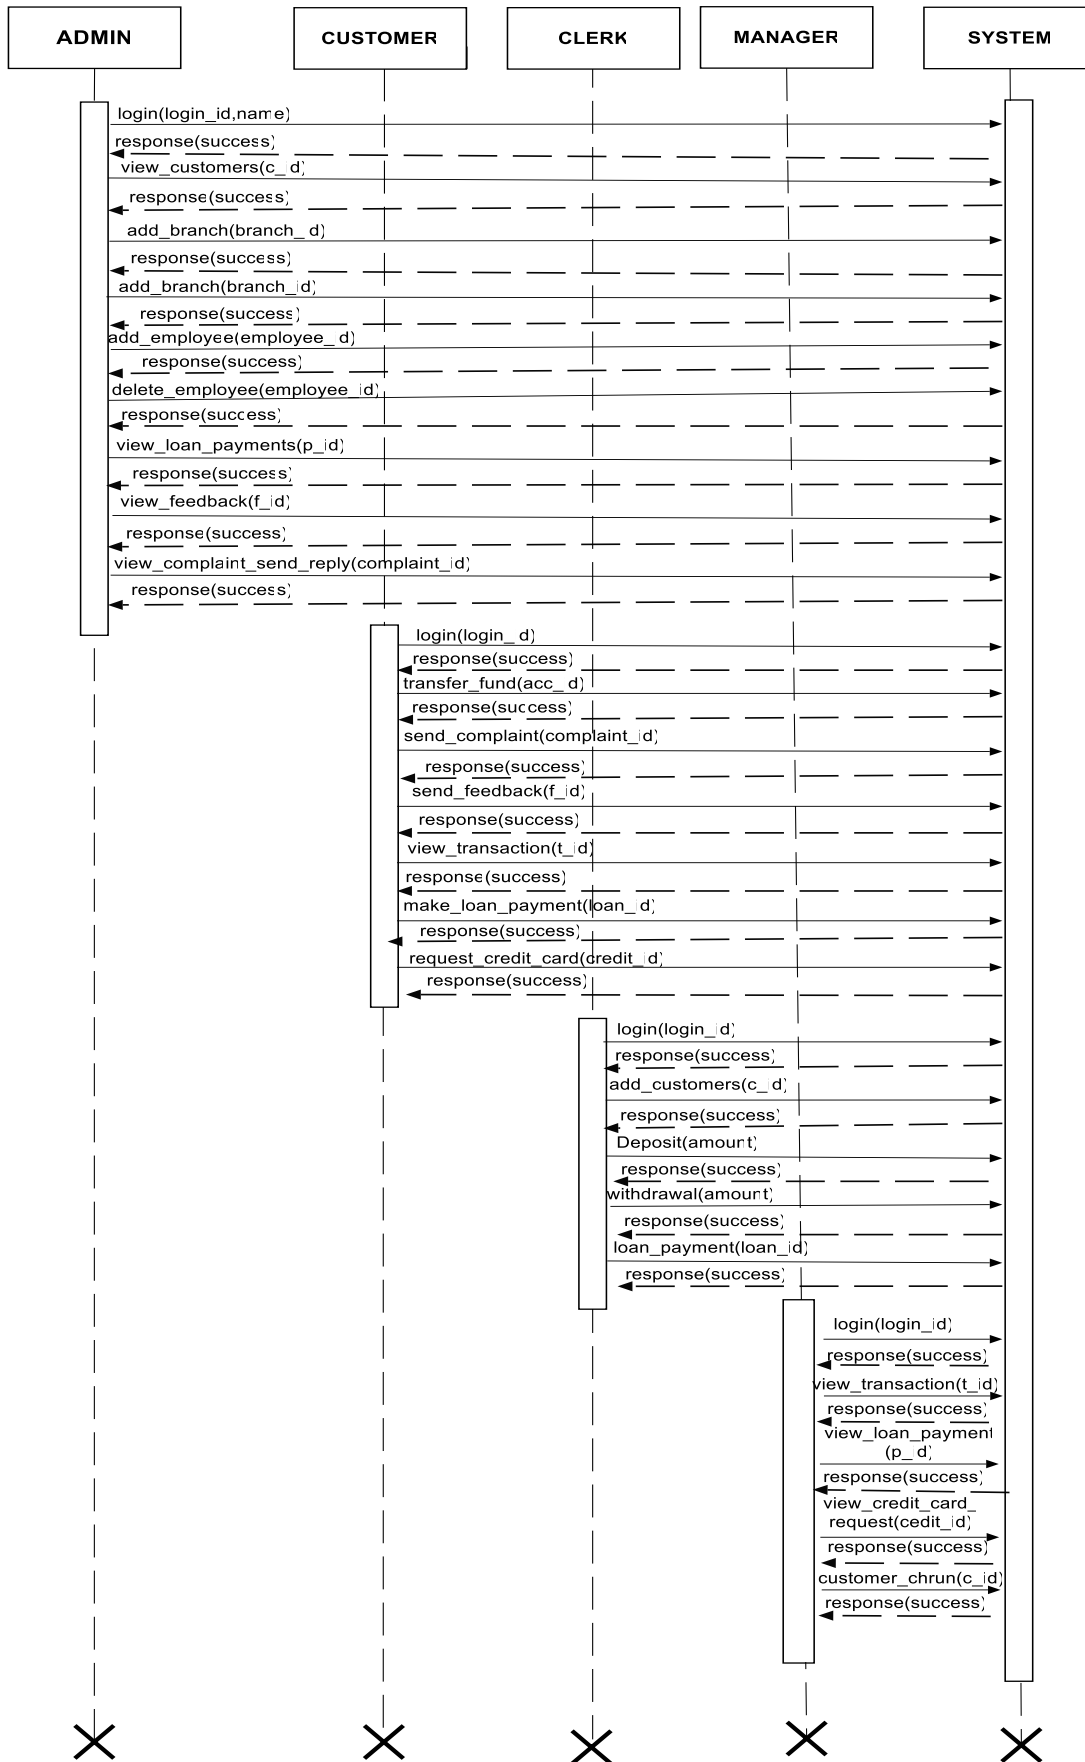 ADMIN
CUSTOMER
CLERK
MANAGER
SYSTEM
login(login_id,name)
response(success)
view_customers(c_id)
response(success)
add_branch(branch_id)
response(success)
add_branch(branch_id)
response(success)
add_employee(employee_id)
response(success)
delete_employee(employee_id)
response(success)
view_loan_payments(p_id)
response(success)
view_feedback(f_id)
response(success)
view_complaint_send_reply(complaint_id)
response(success)
login(login_id)
response(success)
transfer_fund(acc_id)
response(success)
send_complaint(complaint_id)
response(success)
send_feedback(f_id)
response(success)
view_transaction(t_id)
response(success)
make_loan_payment(loan_id)
response(success)
request_credit_card(credit_id)
response(success)
login(login_id)
response(success)
add_customers(c_id)
response(success)
Deposit(amount)
response(success)
withdrawal(amount)
response(success)
loan_payment(loan_id)
response(success)
login(login_id)
response(success)
view_transaction(t_id)
response(success)
view_loan_payment
(p_id)
response(success)
view_credit_card_
request(cedit_id)
response(success)
customer_chrun(c_id)
response(success)